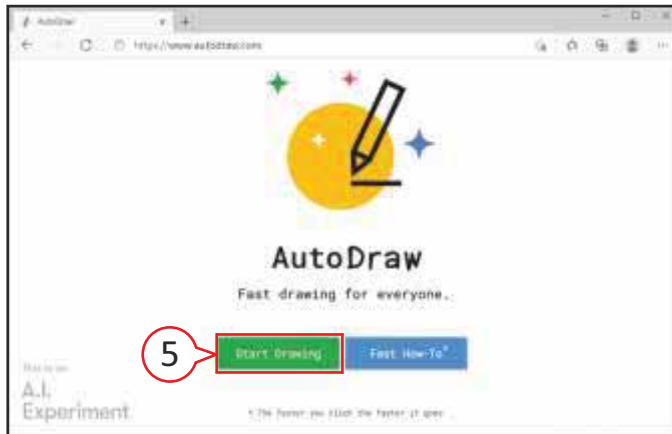 AutoDraw
https://www.autodraw.com
AutoDraw
Fast drawing for everyone.
5
Start Drawing
Fast How-To*
This is an
A.I.
Experiment
* The faster you click the faster it goes